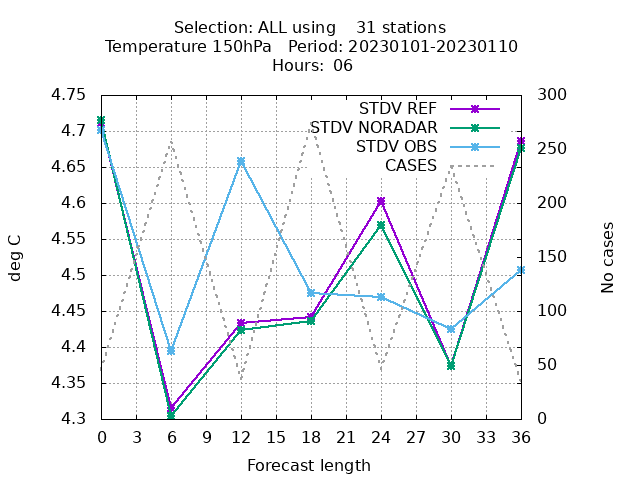 Selection: ALL using    31 stations
Temperature 150hPa   Period: 20230101-20230110
Hours:  06
STDV REF
STDV NORADAR
STDV OBS
CASES
4.75
4.7
4.65
4.6
4.55
4.5
4.45
4.4
4.35
4.3
deg C
300
250
200
150
100
50
0
No cases
0 3 6 9 12 15 18 21 24 27 30 33 36
Forecast length